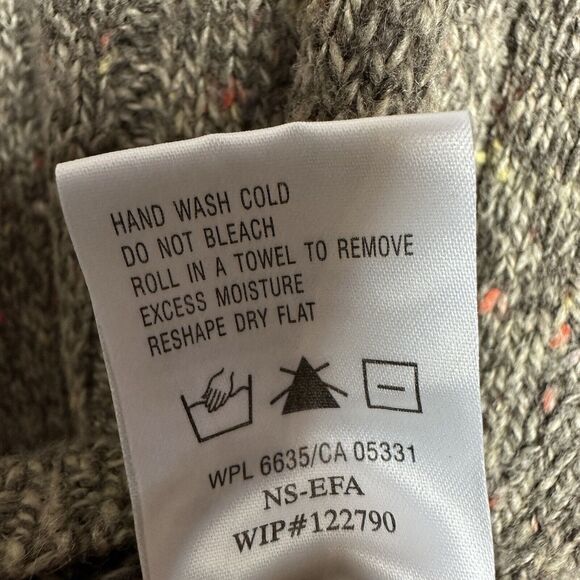 HAND WASH COLD
DO NOT BLEACH
ROLL IN A TOWEL TO REMOVE
EXCESS MOISTURE
RESHAPE DRY FLAT
WPL 6635/CA 05331
NS-EFA
WIP#122790